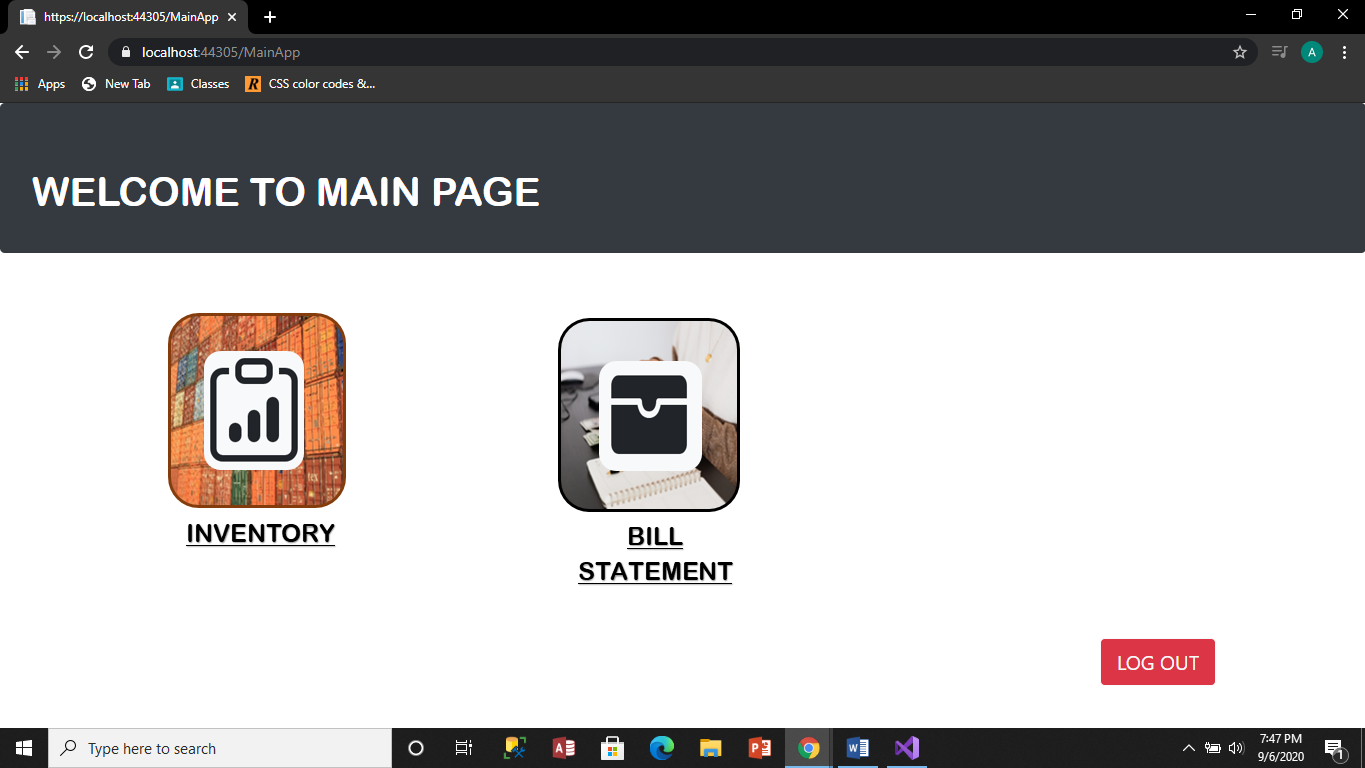 https://localhost:44305/MainApp
localhost:44305/MainApp
A
Apps
New Tab
Classes
R
CSS color codes &...
WELCOME TO MAIN PAGE
INVENTORY
BILL
STATEMENT
LOG OUT
Type here to search
7:47 PM
9/6/2020
1